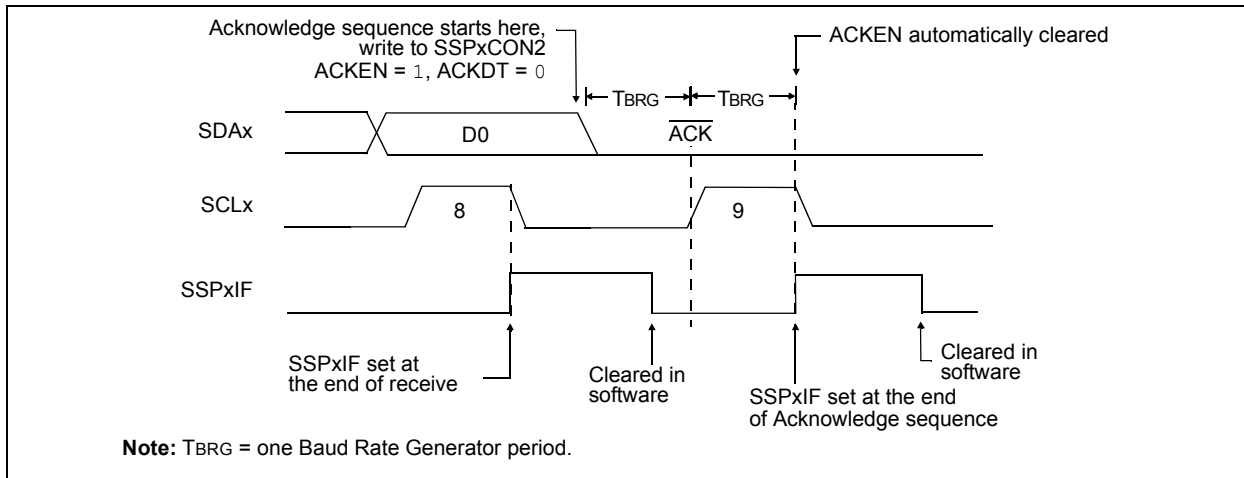 Acknowledge sequence starts here,
write to SSPxCON2
ACKEN = 1, ACKDT = 0
ACKEN automatically cleared
TBRG
TBRG
SDAx
D0
ACK
SCLx
8
9
SSPxIF
SSPxIF set at
the end of receive
Cleared in
software
SSPxIF set at the end
of Acknowledge sequence
Cleared in
software
Note: TBRG = one Baud Rate Generator period.